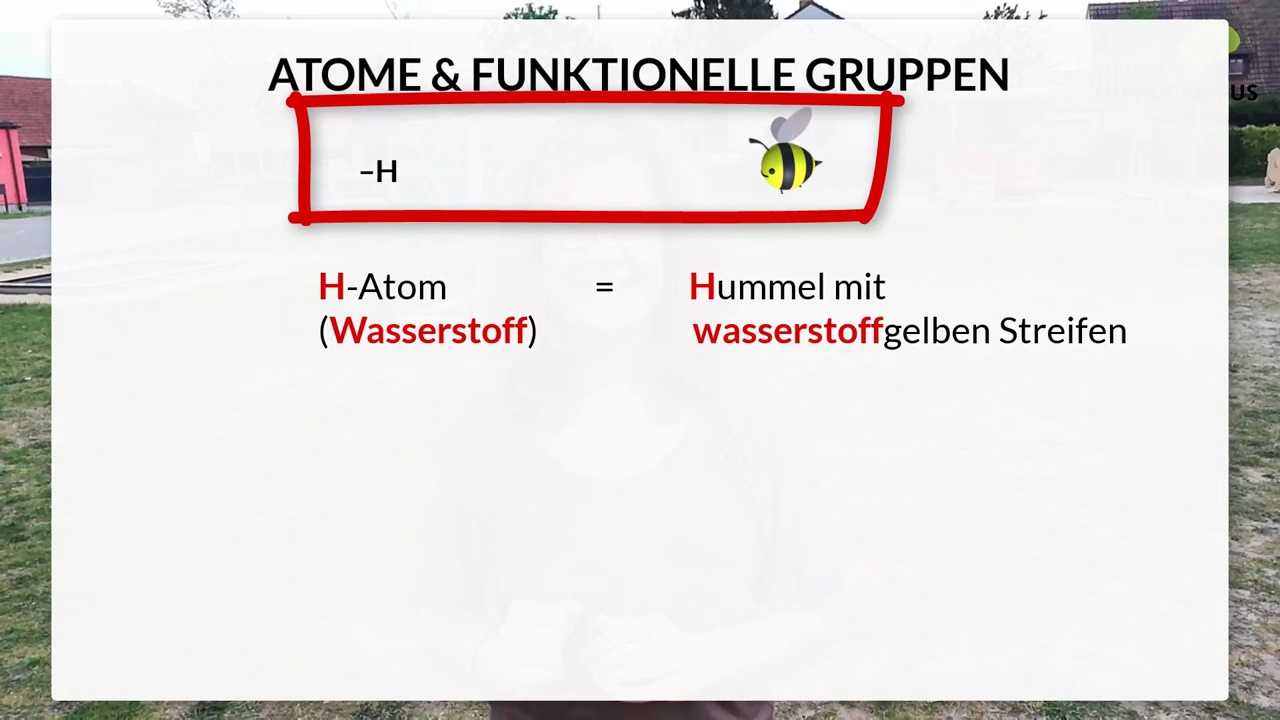 ATOME & FUNKTIONELLE GRUPPEN
–H
H-Atom = Hummel mit
(Wasserstoff) wasserstoffgelben Streifen